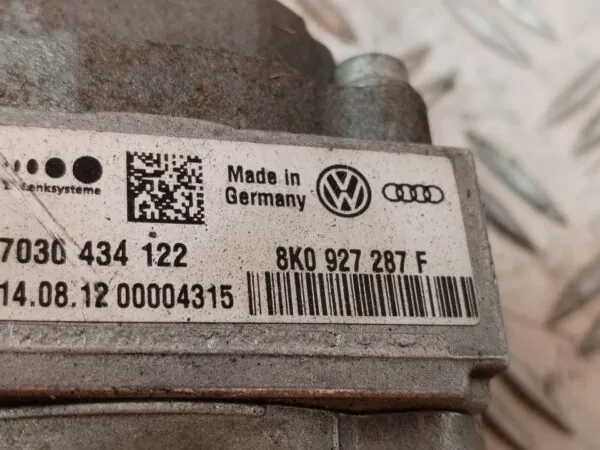 Lenksysteme
Made in
Germany
7030 434 122
8K0 927 287 F
14.08.12 00004315